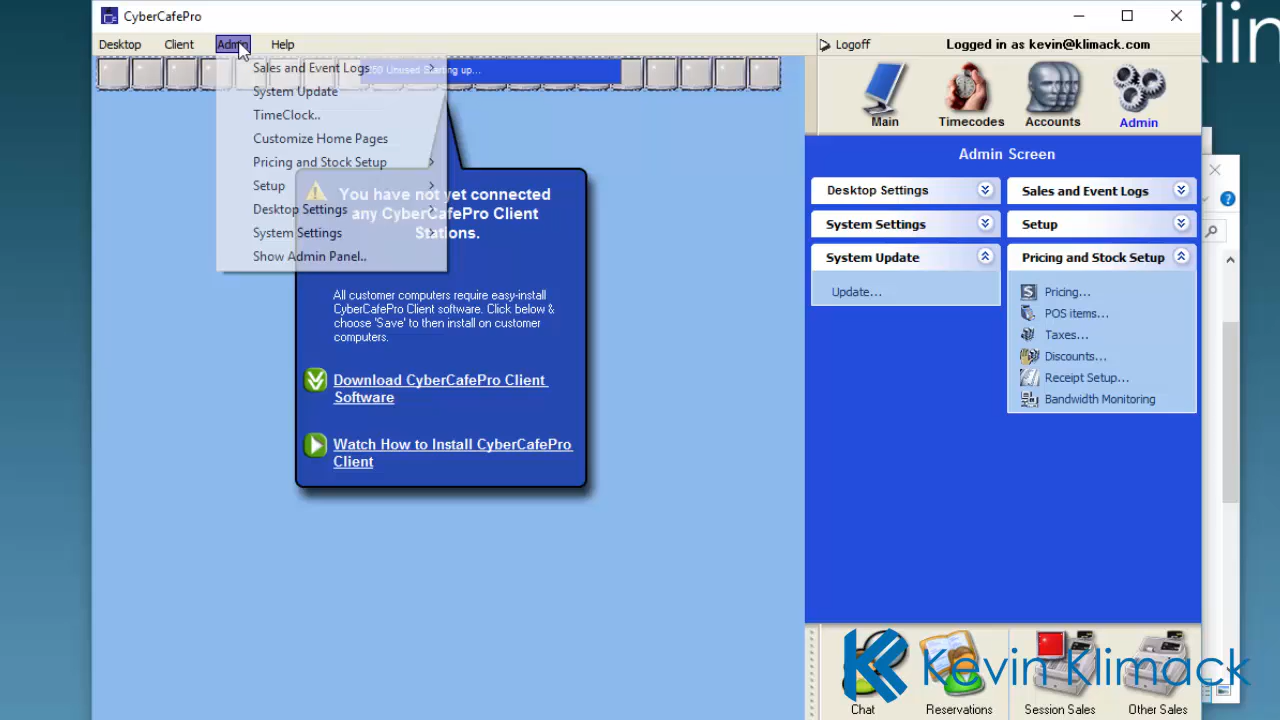 CyberCafePro
Klim
Desktop Client Admin Help
Logoff
Logged in as kevin@klimack.com
Sales and Event Logs
System Update
TimeClock..
Customize Home Pages
Pricing and Stock Setup
Setup
Desktop Settings
System Settings
Show Admin Panel..
Unused Starting up...
You have not yet connected
any CyberCafePro Client
Stations.
All customer computers require easy-install
CyberCafePro Client software. Click below &
choose 'Save' to then install on customer
computers.
Download CyberCafePro Client
Software
Watch How to Install CyberCafePro
Client
Main Timecodes Accounts Admin
Admin Screen
Desktop Settings
System Settings
System Update
Update...
Sales and Event Logs
Setup
Pricing and Stock Setup
Pricing...
POS items...
Taxes...
Discounts...
Receipt Setup...
Bandwidth Monitoring
Kevin Klimack
Chat Reservations Session Sales Other Sales